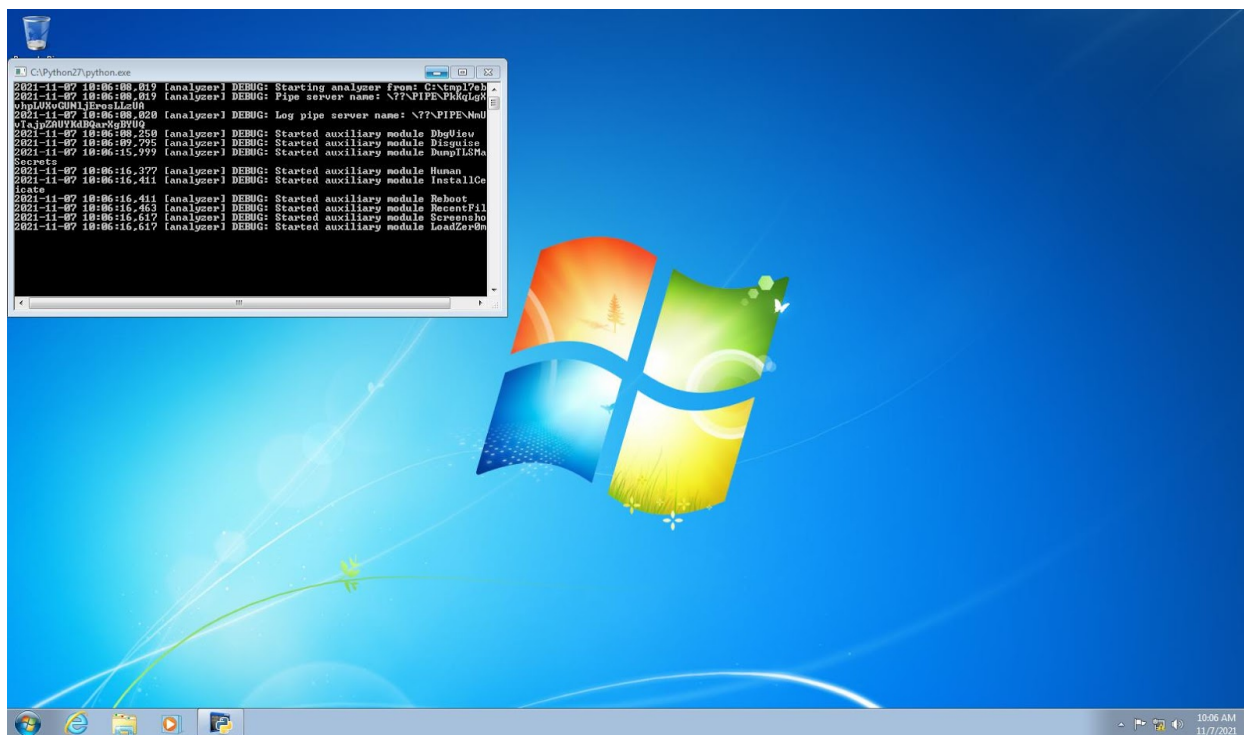 C:\Python27\python.exe
2021-11-07 10:06:08,019 [analyzer] DEBUG: Starting analyzer from: C:\tmpl7eb
2021-11-07 10:06:08,019 [analyzer] DEBUG: Pipe server name: \??\PIPE\PkKqLgX
vhpLUXvGUNljErosLLzUA
2021-11-07 10:06:08,020 [analyzer] DEBUG: Log pipe server name: \??\PIPE\NmU
vTajpZAUYKdBQarXgBYUQ
2021-11-07 10:06:08,250 [analyzer] DEBUG: Started auxiliary module DbgView
2021-11-07 10:06:09,795 [analyzer] DEBUG: Started auxiliary module Disguise
2021-11-07 10:06:15,999 [analyzer] DEBUG: Started auxiliary module DumpTLSMa
Secrets
2021-11-07 10:06:16,377 [analyzer] DEBUG: Started auxiliary module Human
2021-11-07 10:06:16,411 [analyzer] DEBUG: Started auxiliary module InstallCe
icate
2021-11-07 10:06:16,411 [analyzer] DEBUG: Started auxiliary module Reboot
2021-11-07 10:06:16,463 [analyzer] DEBUG: Started auxiliary module RecentFil
2021-11-07 10:06:16,617 [analyzer] DEBUG: Started auxiliary module Screensho
2021-11-07 10:06:16,617 [analyzer] DEBUG: Started auxiliary module LoadZer0m
10:06 AM
11/7/2021